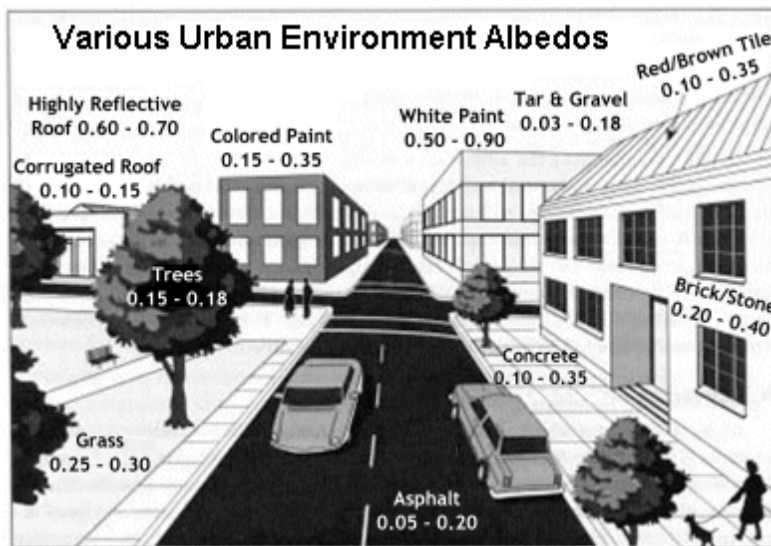 Various Urban Environment Albedos
Red/Brown Tile
0.10 - 0.35
Highly Reflective
Roof 0.60 - 0.70
Tar & Gravel
0.03 - 0.18
White Paint
0.50 - 0.90
Colored Paint
0.15 - 0.35
Corrugated Roof
0.10 - 0.15
Trees
0.15 - 0.18
Brick/Stone
0.20 - 0.40
Concrete
0.10 - 0.35
Grass
0.25 - 0.30
Asphalt
0.05 - 0.20